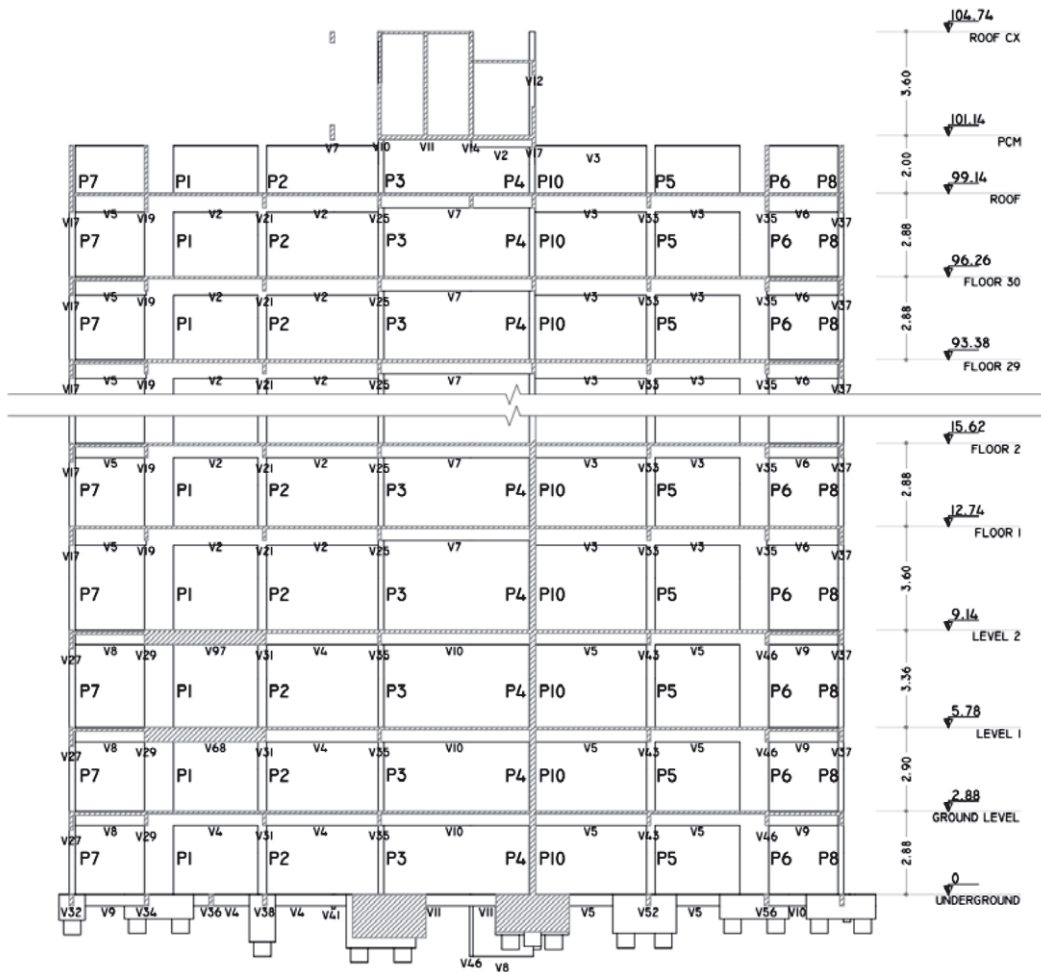 104.74
ROOF CX
3.60
V12
101.14
PCM
V7 V10 V11 V14 V2 V17 V3
2.00
P7 P1 P2 P3 P4 P10 P5 P6 P8
99.14
ROOF
V17 V5 V19 V2 V21 V2 V25 V7 V3 V33 V3 V35 V6 V37
P7 P1 P2 P3 P4 P10 P5 P6 P8
2.88
96.26
FLOOR 30
V17 V5 V19 V2 V21 V2 V25 V7 V3 V33 V3 V35 V6 V37
P7 P1 P2 P3 P4 P10 P5 P6 P8
2.88
93.38
FLOOR 29
V17 V5 V19 V2 V21 V2 V25 V7 V3 V33 V3 V35 V6 V37
15.62
FLOOR 2
V17 V5 V19 V2 V21 V2 V25 V7 V3 V33 V3 V35 V6 V37
P7 P1 P2 P3 P4 P10 P5 P6 P8
2.88
12.74
FLOOR 1
V17 V5 V19 V2 V21 V2 V25 V7 V3 V33 V3 V35 V6 V37
P7 P1 P2 P3 P4 P10 P5 P6 P8
3.60
9.14
LEVEL 2
V27 V8 V29 V97 V31 V4 V35 V10 V5 V43 V5 V46 V9 V37
P7 P1 P2 P3 P4 P10 P5 P6 P8
3.36
5.78
LEVEL 1
V27 V8 V29 V68 V31 V4 V35 V10 V5 V43 V5 V46 V9 V37
P7 P1 P2 P3 P4 P10 P5 P6 P8
2.90
2.88
GROUND LEVEL
V27 V8 V29 V4 V31 V4 V35 V10 V5 V43 V5 V46 V9
P7 P1 P2 P3 P4 P10 P5 P6 P8
2.88
0
UNDERGROUND
V32 V9 V34 V36 V4 V38 V4 V41 V11 V11 V5 V52 V5 V56 V10
V46 V8